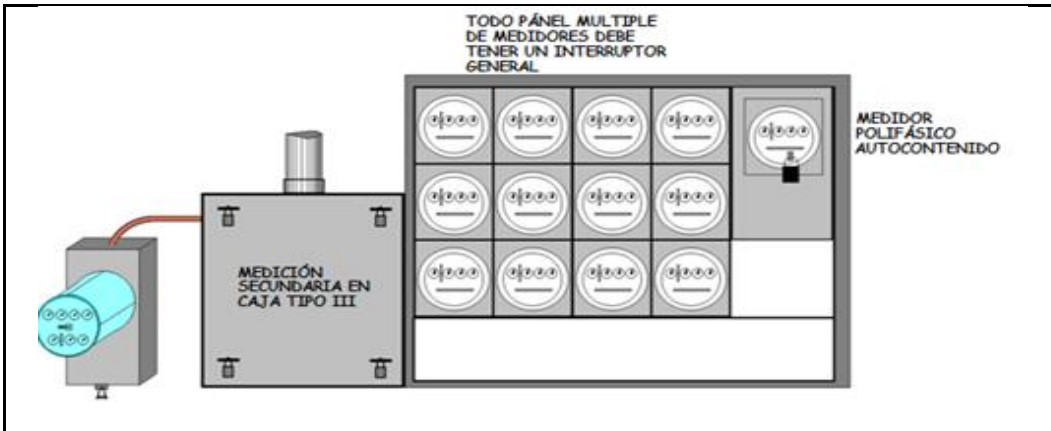 TODO PÁNEL MULTIPLE
DE MEDIDORES DEBE
TENER UN INTERRUPTOR
GENERAL
MEDIDOR
POLIFÁSICO
AUTOCONTENIDO
MEDICIÓN
SECUNDARIA EN
CAJA TIPO III